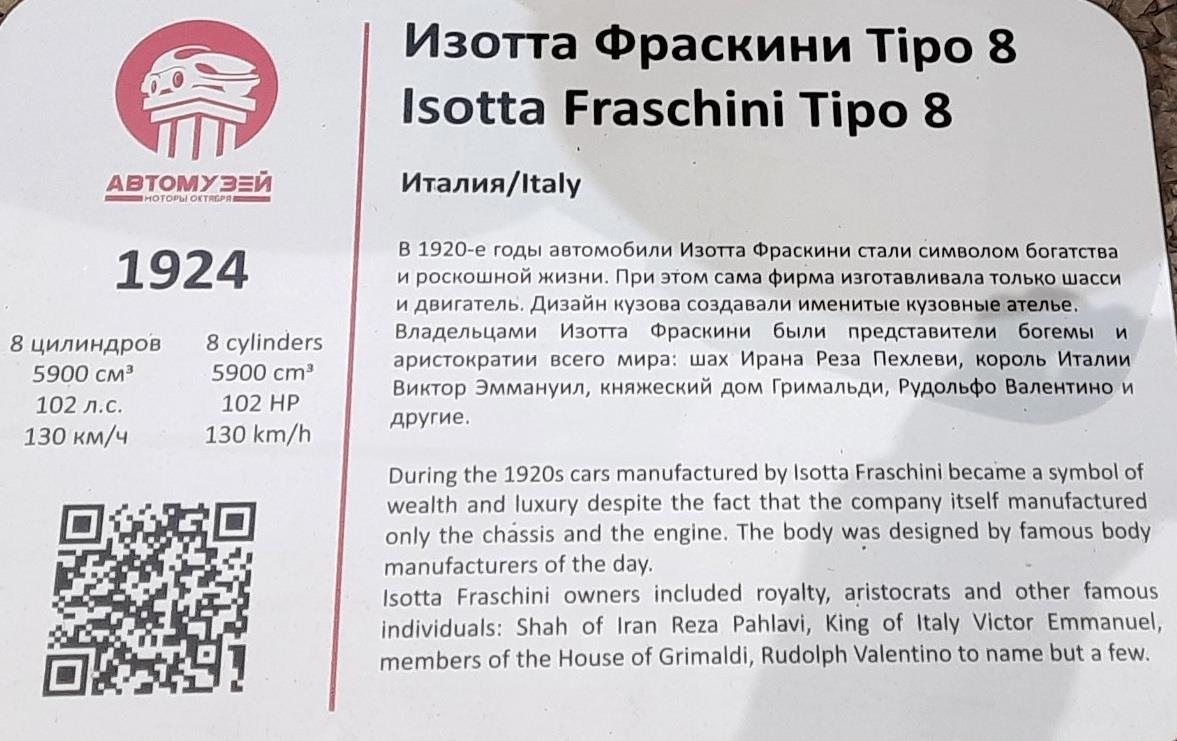 Изотта Фраскини Tipo 8
Isotta Fraschini Tipo 8
Италия/Italy
АВТОМУЗЕЙ
МОТОРЫ ОКТЯБРЯ
1924
8 цилиндров 8 cylinders
5900 см³ 5900 cm³
102 л.с. 102 HP
130 км/ч 130 km/h
В 1920-е годы автомобили Изотта Фраскини стали символом богатства
и роскошной жизни. При этом сама фирма изготавливала только шасси
и двигатель. Дизайн кузова создавали именитые кузовные ателье.
Владельцами Изотта Фраскини были представители богемы и
аристократии всего мира: шах Ирана Реза Пехлеви, король Италии
Виктор Эммануил, княжеский дом Гримальди, Рудольфо Валентино и
другие.
During the 1920s cars manufactured by Isotta Fraschini became a symbol of
wealth and luxury despite the fact that the company itself manufactured
only the chassis and the engine. The body was designed by famous body
manufacturers of the day.
Isotta Fraschini owners included royalty, aristocrats and other famous
individuals: Shah of Iran Reza Pahlavi, King of Italy Victor Emmanuel,
members of the House of Grimaldi, Rudolph Valentino to name but a few.